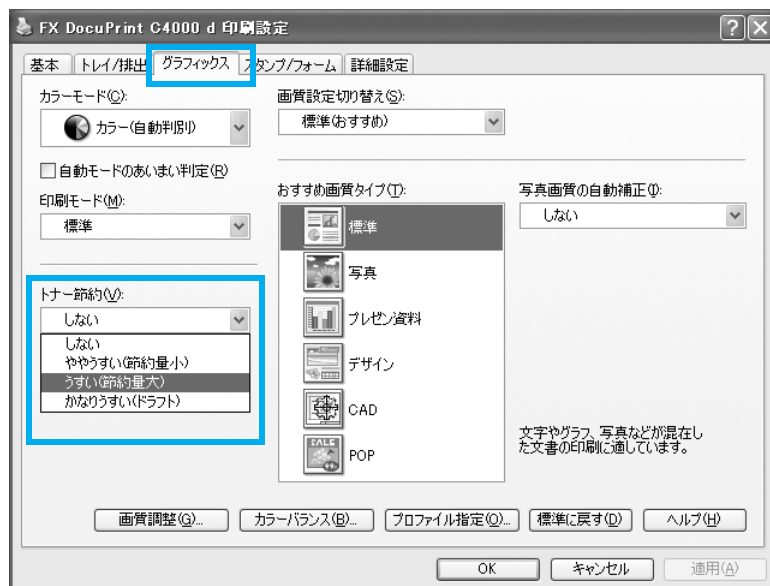 FX DocuPrint C4000 d 印刷設定
基本
トレイ/排出
グラフィックス
スタンプ/フォーム
詳細設定
カラーモード(C):
カラー(自動判別)
自動モードのあいまい判定(R)
印刷モード(M):
標準
トナー節約(V):
しない
しない
ややうすい(節約量小)
うすい(節約量大)
かなりうすい(ドラフト)
画質設定切り替え(S):
標準(おすすめ)
おすすめ画質タイプ(T):
標準
写真
プレゼン資料
デザイン
CAD
SALE
POP
写真画質の自動補正(I):
しない
文字やグラフ、写真などが混在し
た文書の印刷に適しています。
画質調整(G)...
カラーバランス(B)...
プロファイル指定(O)...
標準に戻す(D)
ヘルプ(H)
OK
キャンセル
適用(A)